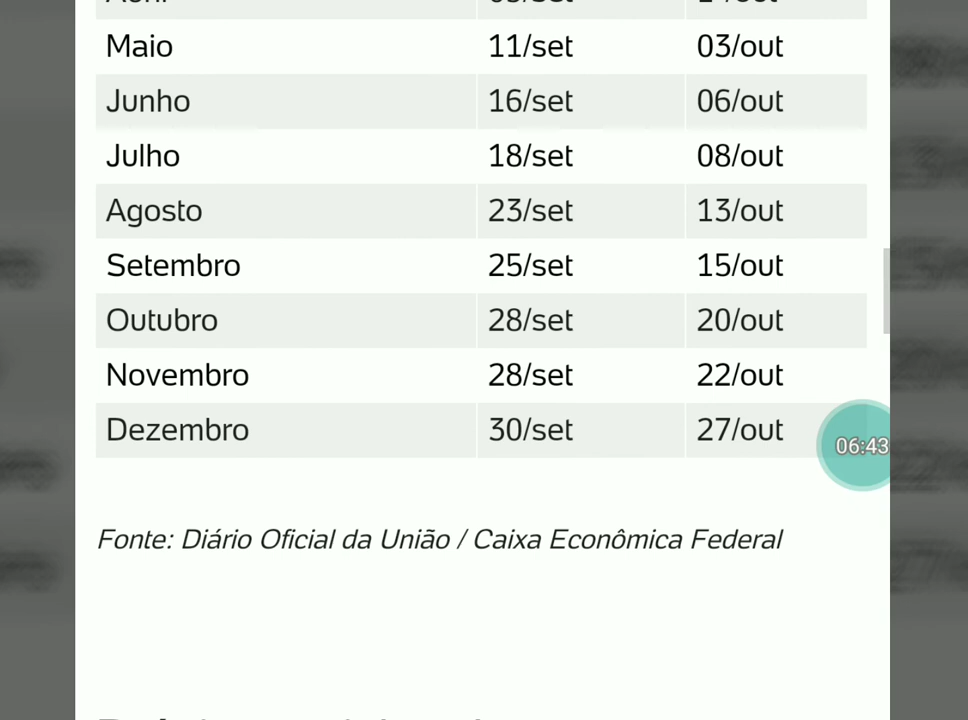 Maio 11/set 03/out
Junho 16/set 06/out
Julho 18/set 08/out
Agosto 23/set 13/out
Setembro 25/set 15/out
Outubro 28/set 20/out
Novembro 28/set 22/out
Dezembro 30/set 27/out
06:43
Fonte: Diário Oficial da União / Caixa Econômica Federal